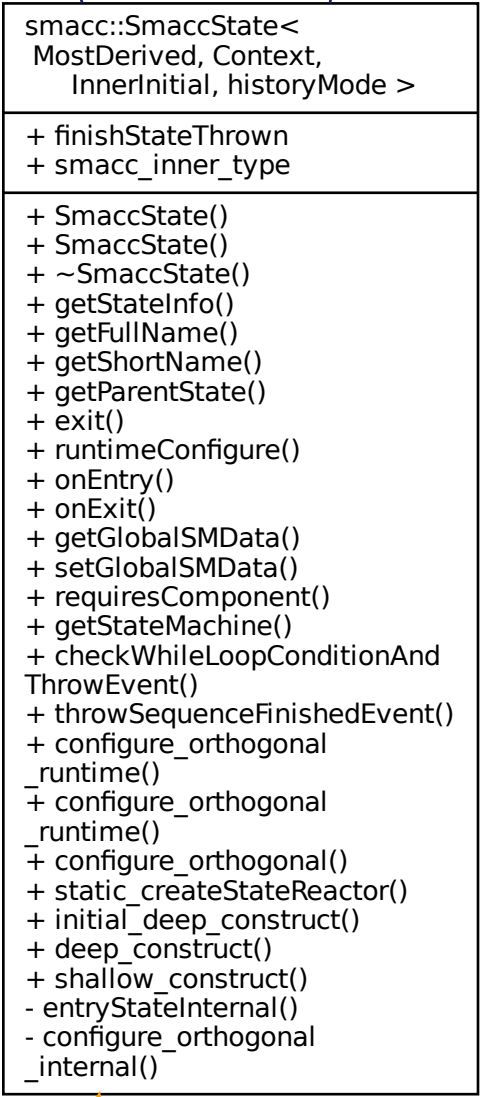 smacc::SmaccState<
MostDerived, Context,
InnerInitial, historyMode >
+ finishStateThrown
+ smacc_inner_type
+ SmaccState()
+ SmaccState()
+ ~SmaccState()
+ getStateInfo()
+ getFullName()
+ getShortName()
+ getParentState()
+ exit()
+ runtimeConfigure()
+ onEntry()
+ onExit()
+ getGlobalSMData()
+ setGlobalSMData()
+ requiresComponent()
+ getStateMachine()
+ checkWhileLoopConditionAnd
ThrowEvent()
+ throwSequenceFinishedEvent()
+ configure_orthogonal
_runtime()
+ configure_orthogonal
_runtime()
+ configure_orthogonal()
+ static_createStateReactor()
+ initial_deep_construct()
+ deep_construct()
+ shallow_construct()
- entryStateInternal()
- configure_orthogonal
_internal()